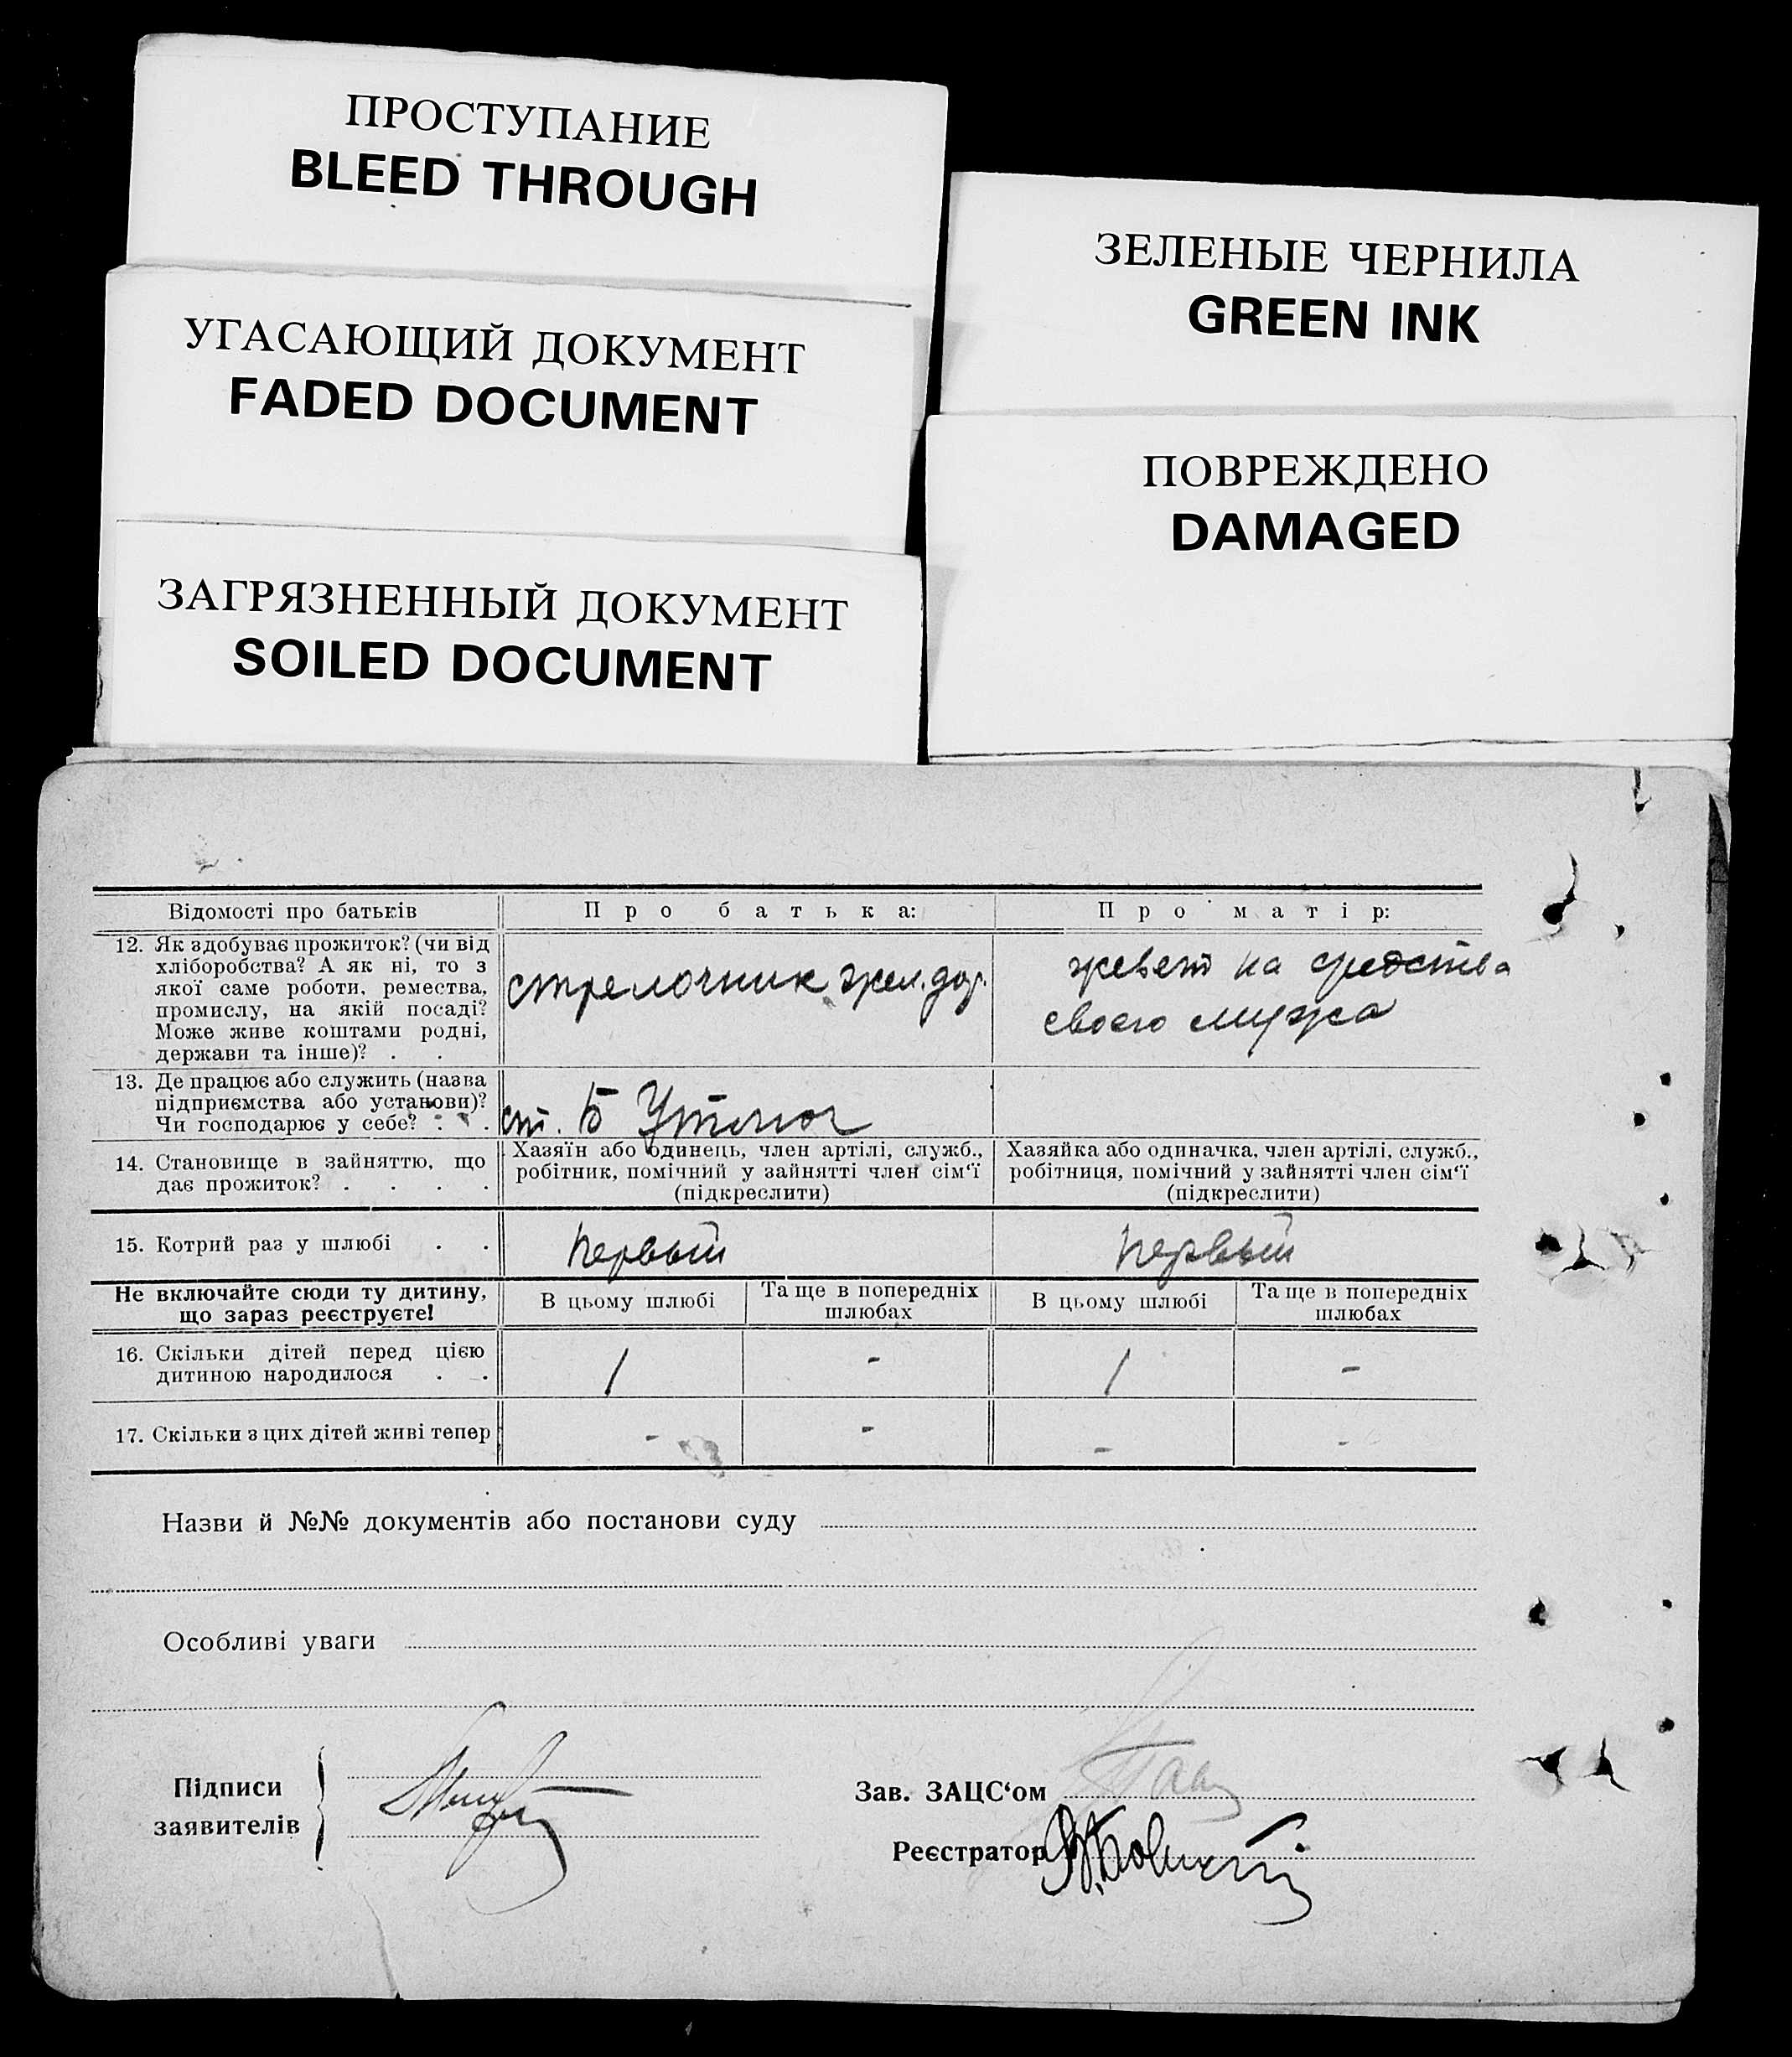 ПРОСТУПАНИЕ
BLEED THROUGH
ЗЕЛЕНЫЕ ЧЕРНИЛА
GREEN INK
УГАСАЮЩИЙ ДОКУМЕНТ
FADED DOCUMENT
ПОВРЕЖДЕНО
DAMAGED
ЗАГРЯЗНЕННЫЙ ДОКУМЕНТ
SOILED DOCUMENT
Відомості про батьків
Про батька:
Про матір:
12. Як здобуває прожиток? (чи від
хліборобства? А як ні, то з
якої саме роботи, ремества,
промислу, на якій посаді?
Може живе коштами родні,
держави та інше)? . .
стрелочник жел. дор.
живет на средства
своего мужа
13. Де працює або служить (назва
підприємства або установи)?
Чи господарює у себе? . . .
ст. Б
14. Становище в зайняттю, що
дає прожиток? . . . .
Хазяїн або одинець, член артілі, служб.,
робітник, помічний у зайнятті член сім'ї
(підкреслити)
Хазяйка або одиначка, член артілі, служб.,
робітниця, помічний у зайнятті член сім'ї
(підкреслити)
15. Котрий раз у шлюбі . .
первый
первый
Не включайте сюди ту дитину,
що зараз реєструєте!
В цьому шлюбі
Та ще в попередніх
шлюбах
В цьому шлюбі
Та ще в попередніх
шлюбах
16. Скільки дітей перед цією
дитиною народилося . .
1
-
1
-
17. Скільки з цих дітей живі тепер
-
-
-
-
Назви й №№ документів або постанови суду
Особливі уваги
Підписи
заявителів
Зав. ЗАЦС'ом
Реєстратор